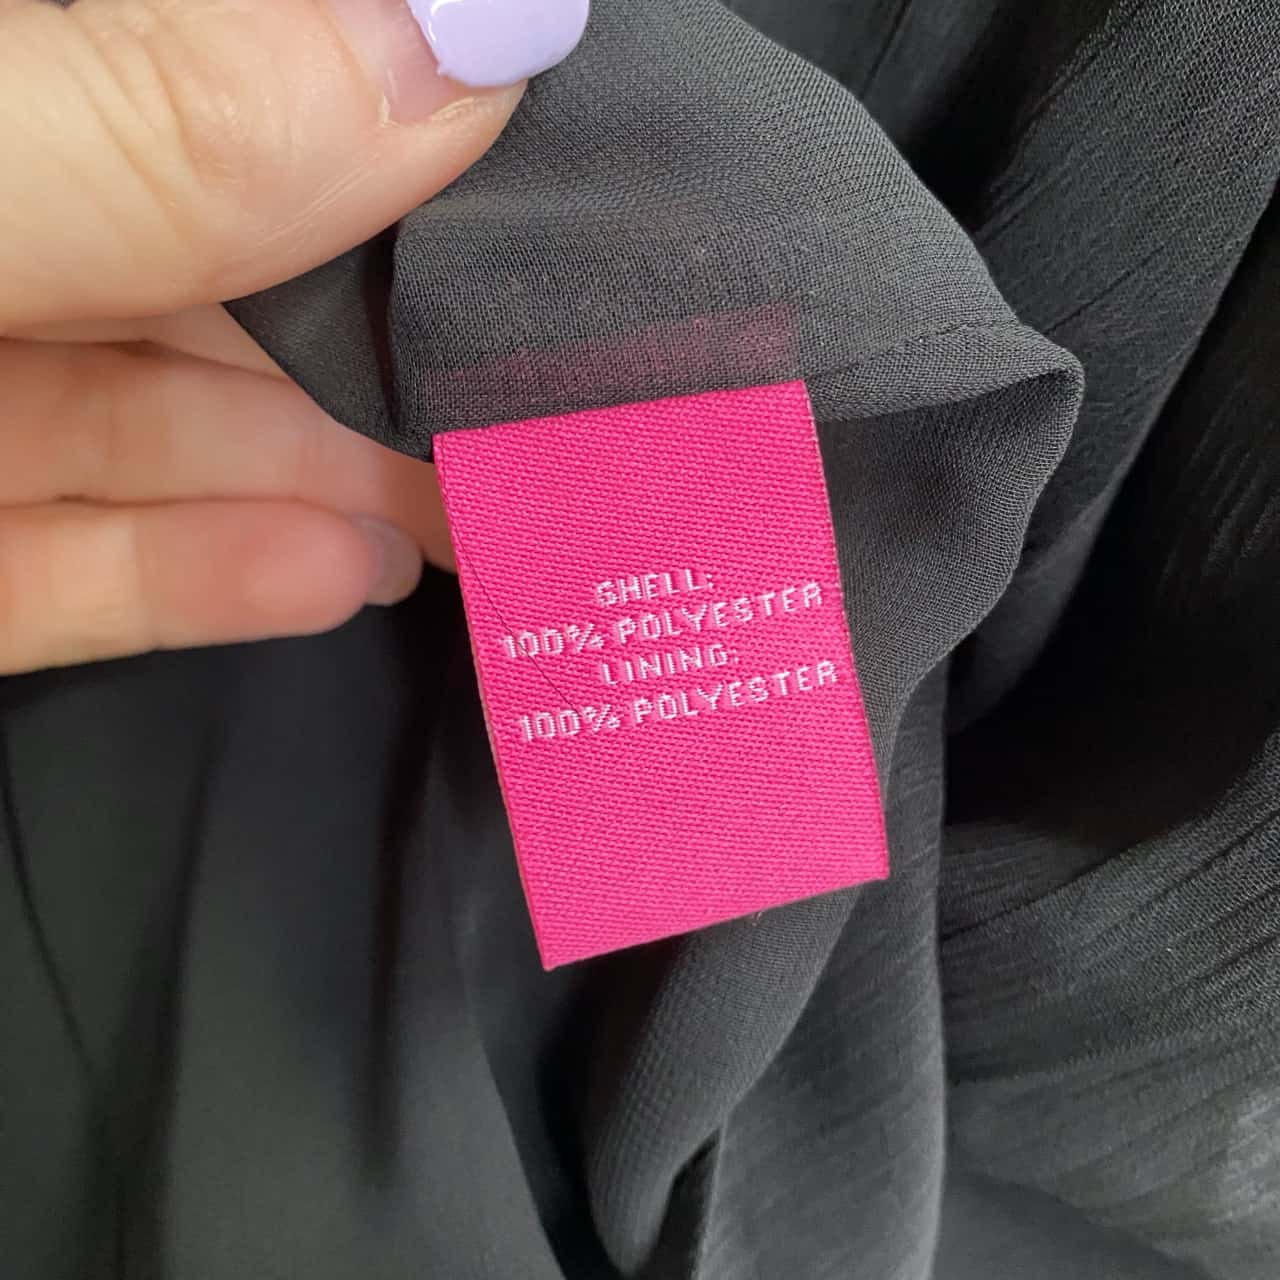 SHELL:
100% POLYESTER
LINING:
100% POLYESTER